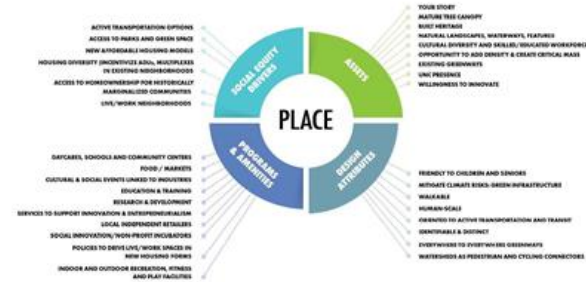 ACTIVE TRANSPORTATION OPTIONS
ACCESS TO PARKS AND GREEN SPACE
NEW AFFORDABLE HOUSING MODELS
HOUSING DIVERSITY (INCENTIVIZE ADUs, MULTIPLEXES
IN EXISTING NEIGHBORHOODS
ACCESS TO HOMEOWNERSHIP FOR HISTORICALLY
MARGINALIZED COMMUNITIES
LIVE/WORK NEIGHBORHOODS
SOCIAL EQUITY
DRIVERS
YOUR STORY
MATURE TREE CANOPY
BUILT HERITAGE
NATURAL LANDSCAPES, WATERWAYS, FEATURES
CULTURAL DIVERSITY AND SKILLED/EDUCATED WORKFORCE
OPPORTUNITY TO ADD DENSITY & CREATE CRITICAL MASS
EXISTING GREENWAYS
UNC PRESENCE
WILLINGNESS TO INNOVATE
ASSETS
PLACE
DAYCARES, SCHOOLS AND COMMUNITY CENTERS
FOOD / MARKETS
CULTURAL & SOCIAL EVENTS LINKED TO INDUSTRIES
EDUCATION & TRAINING
RESEARCH & DEVELOPMENT
SERVICES TO SUPPORT INNOVATION & ENTREPRENEURIALISM
LOCAL INDEPENDENT RETAILERS
SOCIAL INNOVATION/NON-PROFIT INCUBATORS
POLICIES TO DRIVE LIVE/WORK SPACES IN
NEW HOUSING FORMS
INDOOR AND OUTDOOR RECREATION, FITNESS
AND PLAY FACILITIES
PROGRAMS
& AMENITIES
DESIGN
ATTRIBUTES
FRIENDLY TO CHILDREN AND SENIORS
MITIGATE CLIMATE RISKS: GREEN INFRASTRUCTURE
WALKABLE
HUMAN-SCALE
ORIENTED TO ACTIVE TRANSPORTATION AND TRANSIT
IDENTIFIABLE & DISTINCT
EVERYWHERE TO EVERYWHERE GREENWAYS
WATERSHEDS AS PEDESTRIAN AND CYCLING CONNECTORS